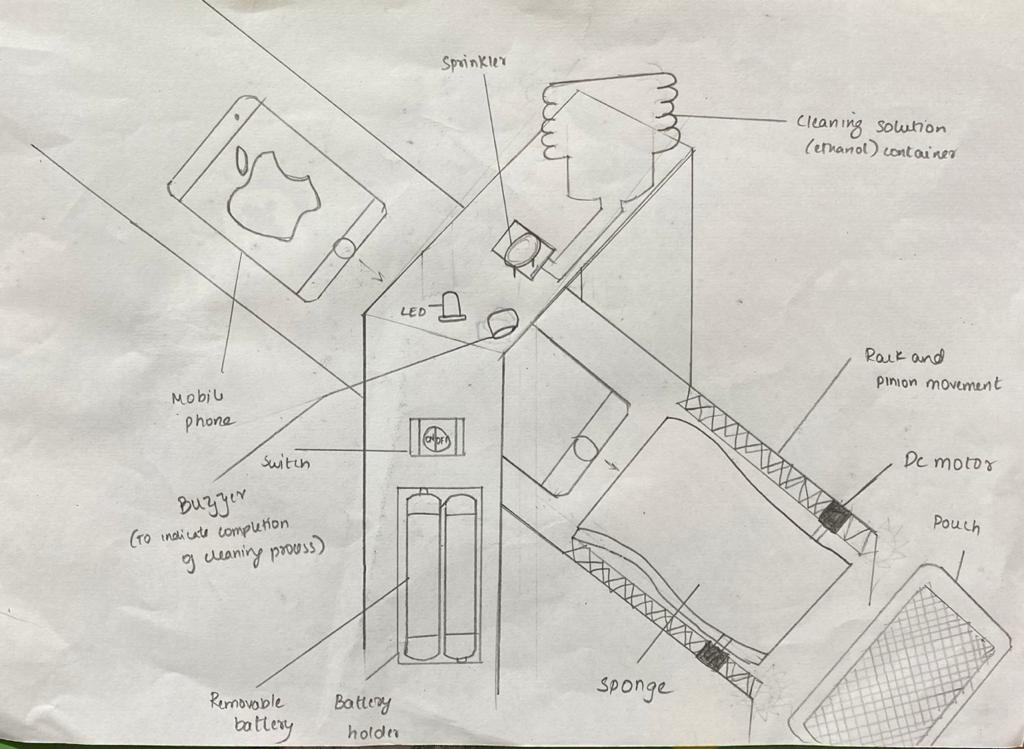 Sprinkler
Cleaning solution
(ethanol) container
LED
Mobile
phone
Rack and
pinion movement
Switch
ON OFF
DC motor
Buzzer
(To indicate completion
of cleaning process)
Pouch
Sponge
Removable
battery
Battery
holder